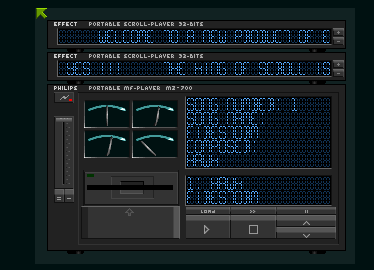 EFFECT PORTABLE SCROLL-PLAYER 32-BITE
WELCOME TO A NEW PRODUCT OF E
EFFECT PORTABLE SCROLL-PLAYER 32-BITE
YES !!! THE KING OF SCROLL IS
PHILIPS PORTABLE MF-PLAYER MZ-700
SONG NUMBER: 1
SONG NAME:
FIRESTORM
COMPOSER:
HAWK
1: HAWK
FIRESTORM
LOAD >> II